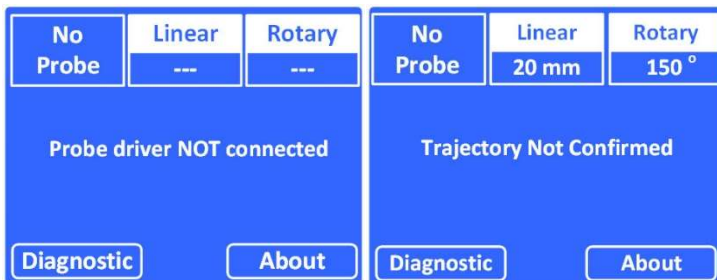 No Probe
Linear
---
Rotary
---
Probe driver NOT connected
Diagnostic
About
No Probe
Linear
20 mm
Rotary
150 °
Trajectory Not Confirmed
Diagnostic
About